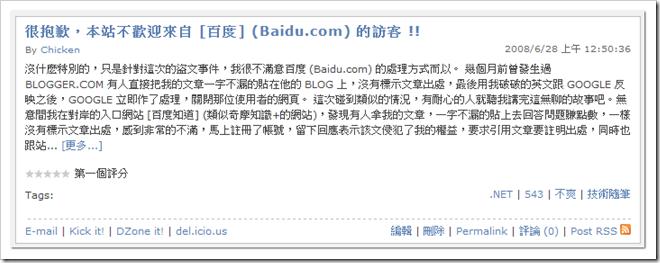 很抱歉，本站不歡迎來自 [百度] (Baidu.com) 的訪客 !!
By Chicken 2008/6/28 上午 12:50:36
沒什麼特別的，只是針對這次的盜文事件，我很不滿意百度 (Baidu.com) 的處理方式而以。 幾個月前曾發生過
BLOGGER.COM 有人直接把我的文章一字不漏的貼在他的 BLOG 上，沒有標示文章出處，最後用我破破的英文跟 GOOGLE 反
映之後，GOOGLE 立即作了處理，關閉那位使用者的網頁。 這次碰到類似的情況，有耐心的人就聽我講完這無聊的故事吧。無
意間我在對岸的入口網站 [百度知道] (類似奇摩知識+的網站)，發現有人拿我的文章，一字不漏的貼上去回答問題賺點數，一樣
沒有標示文章出處，感到非常的不滿，馬上註冊了帳號，留下回應表示該文侵犯了我的權益，要求引用文章要註明出處，同時也
跟站... [更多...]
第一個評分
Tags: .NET | 543 | 不爽 | 技術隨筆
E-mail | Kick it! | DZone it! | del.icio.us 編輯 | 刪除 | Permalink | 評論 (0) | Post RSS